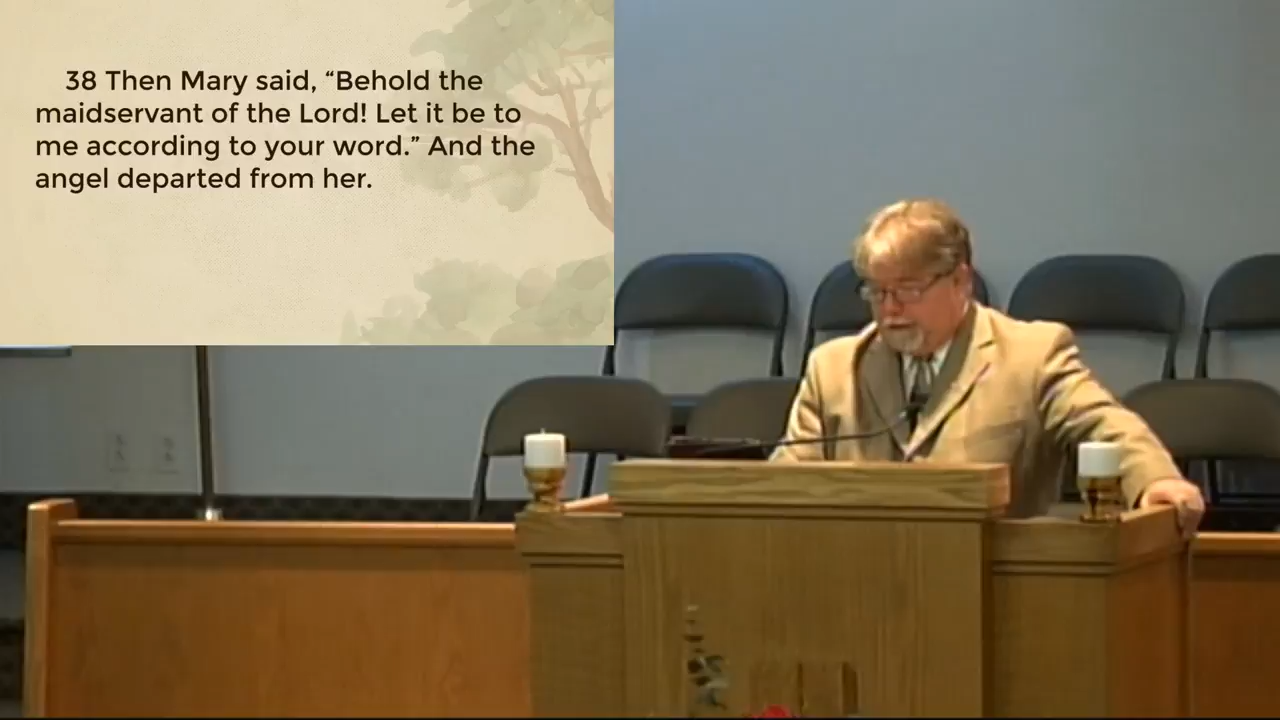 38 Then Mary said, “Behold the
maidservant of the Lord! Let it be to
me according to your word.” And the
angel departed from her.